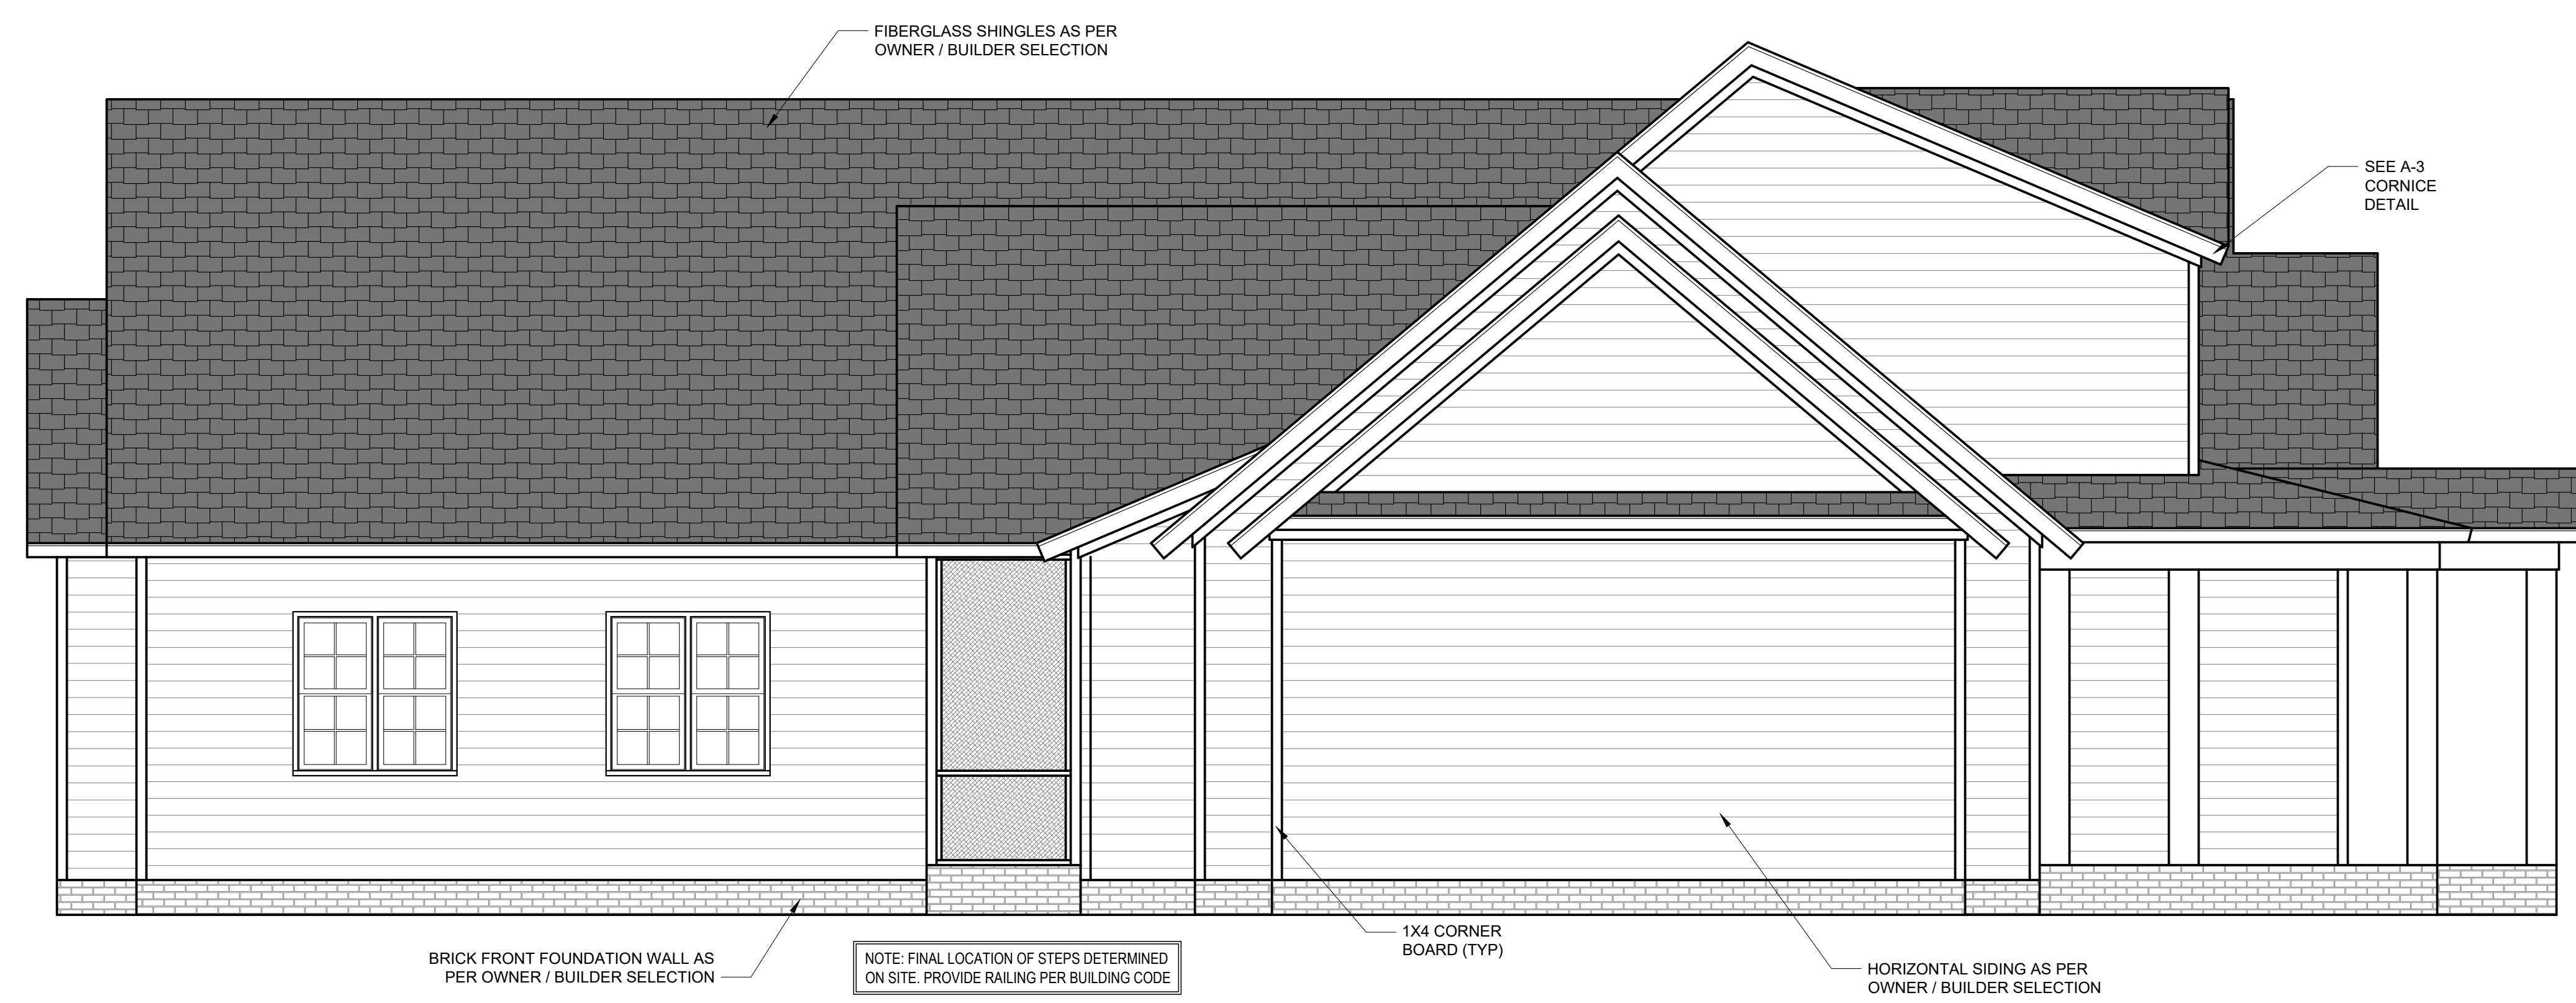 FIBERGLASS SHINGLES AS PER
OWNER / BUILDER SELECTION
SEE A-3
CORNICE
DETAIL
BRICK FRONT FOUNDATION WALL AS
PER OWNER / BUILDER SELECTION
NOTE: FINAL LOCATION OF STEPS DETERMINED
ON SITE. PROVIDE RAILING PER BUILDING CODE
1X4 CORNER
BOARD (TYP)
HORIZONTAL SIDING AS PER
OWNER / BUILDER SELECTION